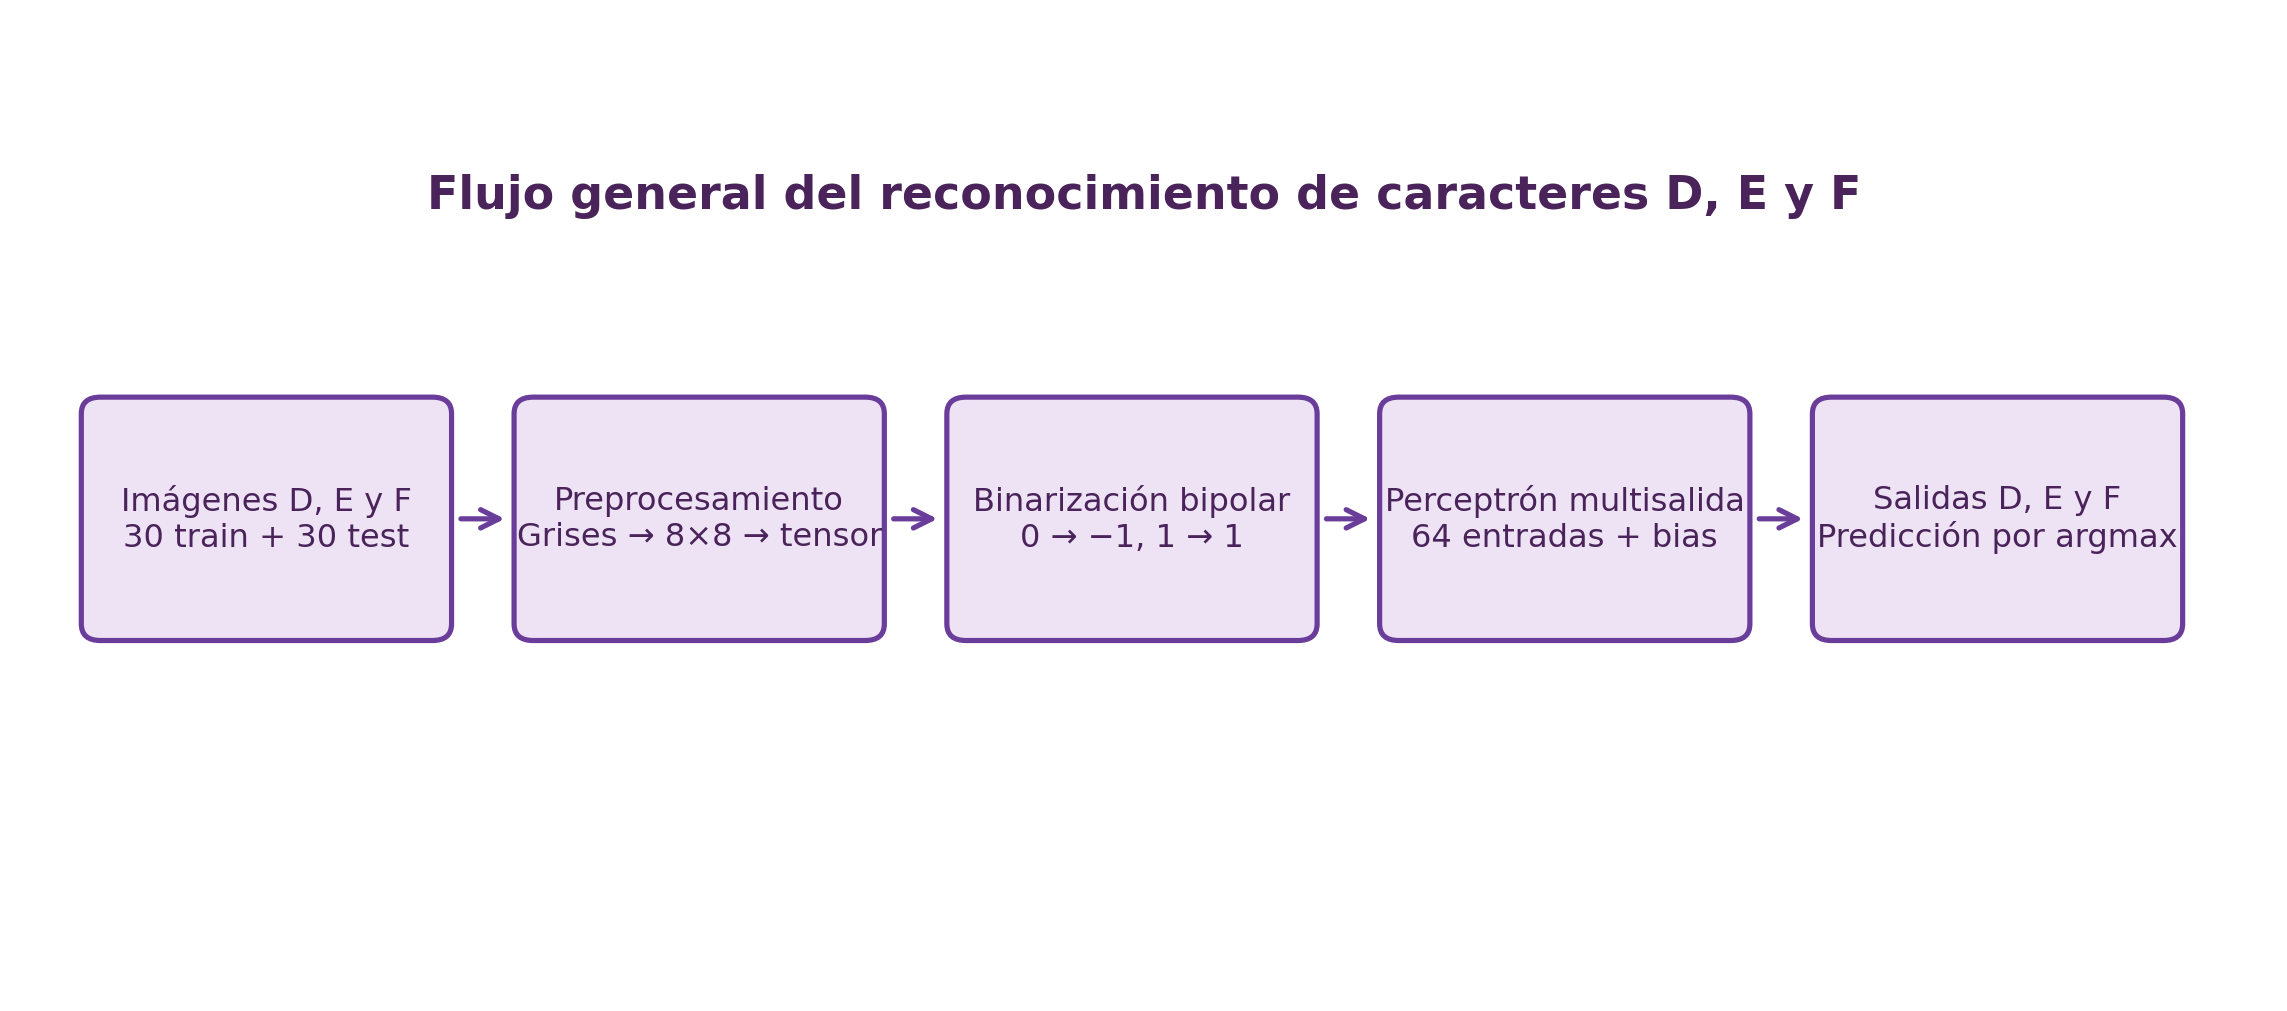 Flujo general del reconocimiento de caracteres D, E y F
Imágenes D, E y F
30 train + 30 test
Preprocesamiento
Grises → 8×8 → tensor
Binarización bipolar
0 → −1, 1 → 1
Perceptrón multisalida
64 entradas + bias
Salidas D, E y F
Predicción por argmax